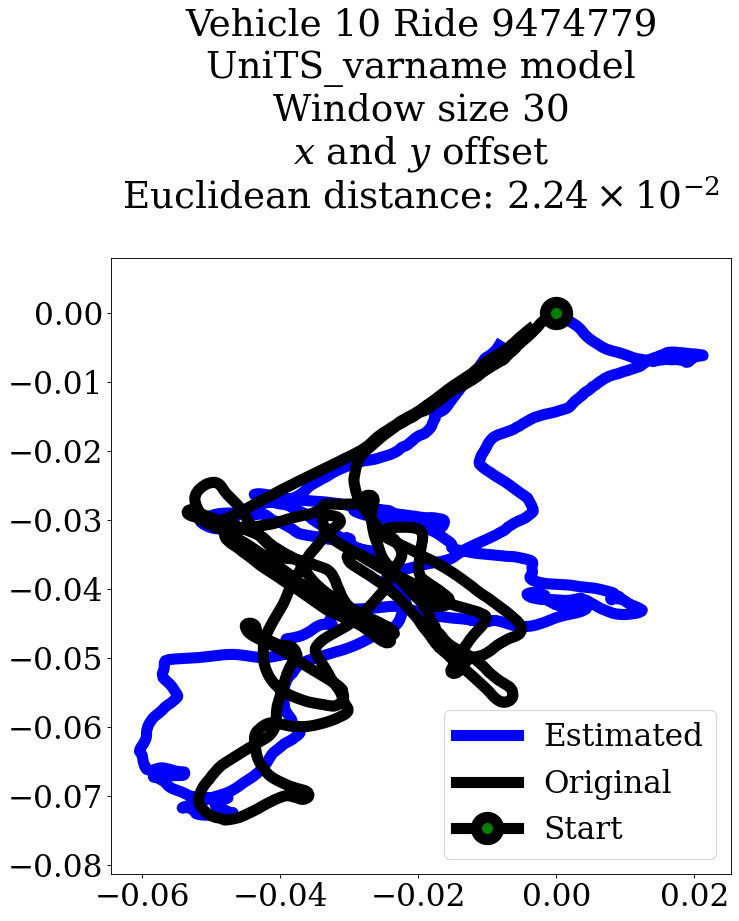 Vehicle 10 Ride 9474779
UniTS_varname model
Window size 30
x and y offset
Euclidean distance: 2.24 × 10⁻²
0.00
−0.01
−0.02
−0.03
−0.04
−0.05
−0.06
−0.07
−0.08
Estimated
Original
Start
−0.06 −0.04 −0.02 0.00 0.02